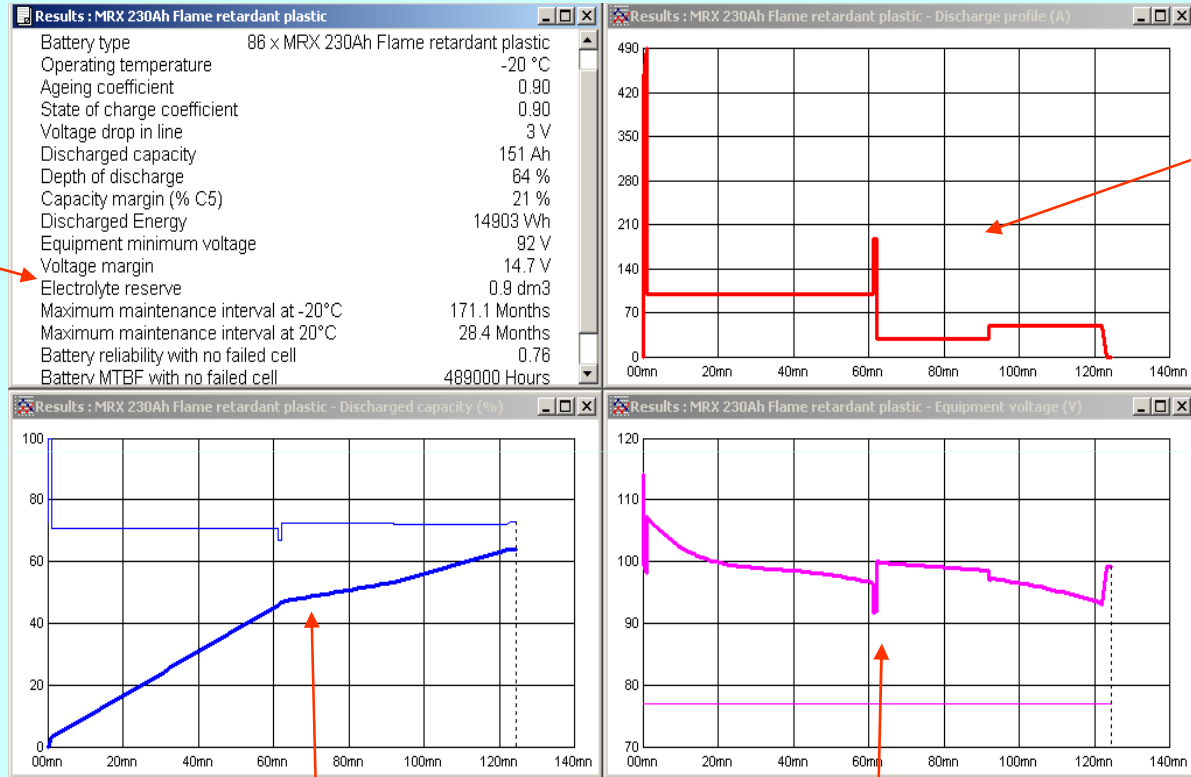 Results : MRX 230Ah Flame retardant plastic
Battery type 86 x MRX 230Ah Flame retardant plastic
Operating temperature -20 °C
Ageing coefficient 0.90
State of charge coefficient 0.90
Voltage drop in line 3 V
Discharged capacity 151 Ah
Depth of discharge 64 %
Capacity margin (% C5) 21 %
Discharged Energy 14903 Wh
Equipment minimum voltage 92 V
Voltage margin 14.7 V
Electrolyte reserve 0.9 dm3
Maximum maintenance interval at -20°C 171.1 Months
Maximum maintenance interval at 20°C 28.4 Months
Battery reliability with no failed cell 0.76
Battery MTBF with no failed cell 489000 Hours
Results : MRX 230Ah Flame retardant plastic - Discharge profile (A)
490
420
350
280
210
140
70
0
00mn 20mn 40mn 60mn 80mn 100mn 120mn 140mn
Results : MRX 230Ah Flame retardant plastic - Discharged capacity (%)
100
80
60
40
20
0
00mn 20mn 40mn 60mn 80mn 100mn 120mn 140mn
Results : MRX 230Ah Flame retardant plastic - Equipment voltage (V)
120
110
100
90
80
70
00mn 20mn 40mn 60mn 80mn 100mn 120mn 140mn